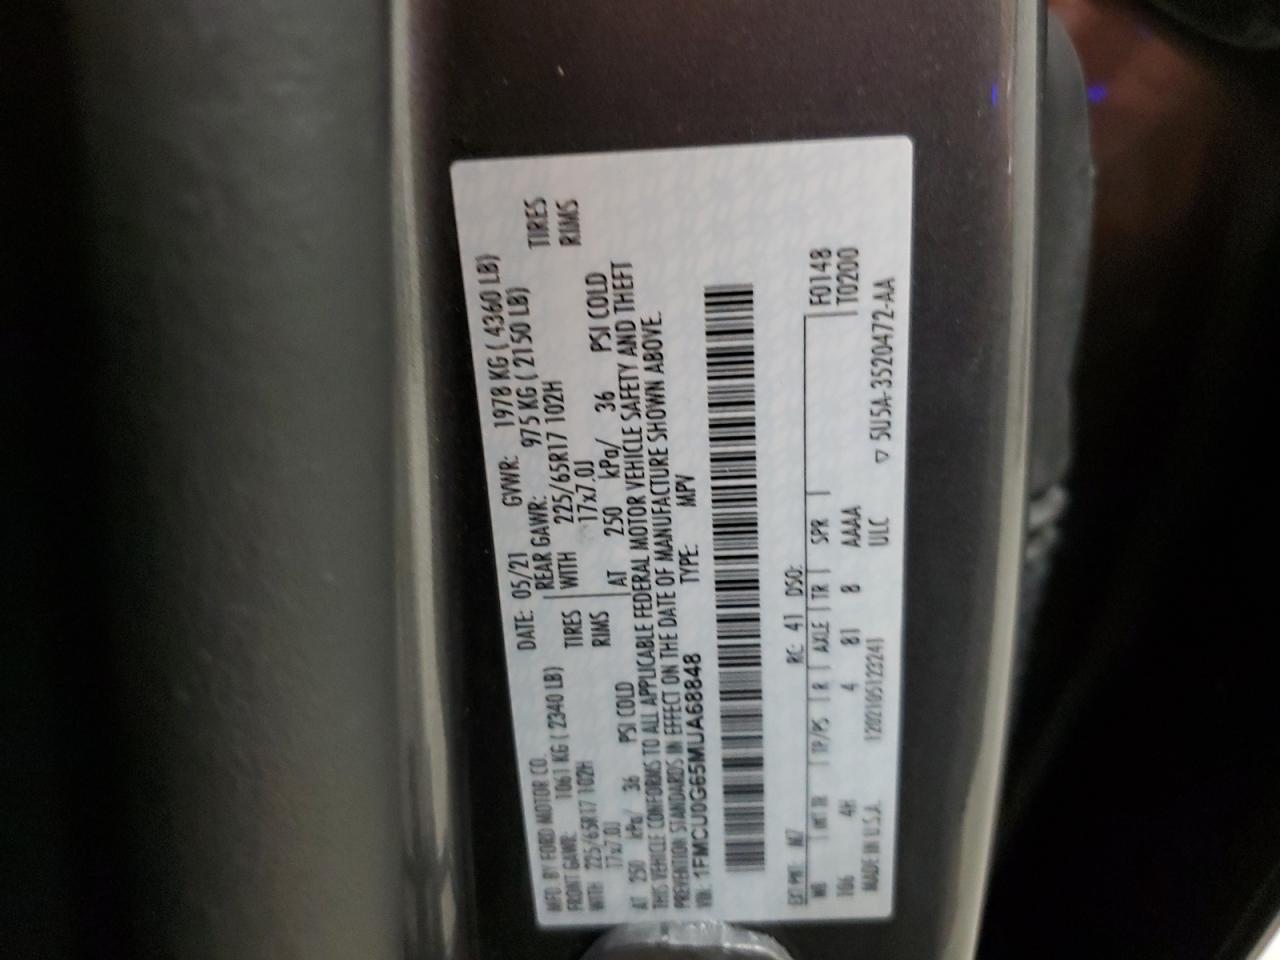 MFD. BY FORD MOTOR CO. DATE: 05/21 GVWR: 1978 KG ( 4360 LB)
FRONT GAWR: 1061 KG ( 2340 LB) REAR GAWR: 975 KG ( 2150 LB)
WITH 225/65R17 102H TIRES WITH 225/65R17 102H TIRES
17x7.0J RIMS 17x7.0J RIMS
AT 250 kPa/ 36 PSI COLD AT 250 kPa/ 36 PSI COLD
THIS VEHICLE CONFORMS TO ALL APPLICABLE FEDERAL MOTOR VEHICLE SAFETY AND THEFT
PREVENTION STANDARDS IN EFFECT ON THE DATE OF MANUFACTURE SHOWN ABOVE.
VIN: 1FMCU0G65MUA68848 TYPE: MPV
EXT PNT: M7 RC: 41 DSO:
WB INT TR TP/PS R AXLE TR SPR F0148
106 4H 4 81 8 AAAA T0200
MADE IN U.S.A. 1202105123241 ULC ▽ 5U5A-3520472-AA